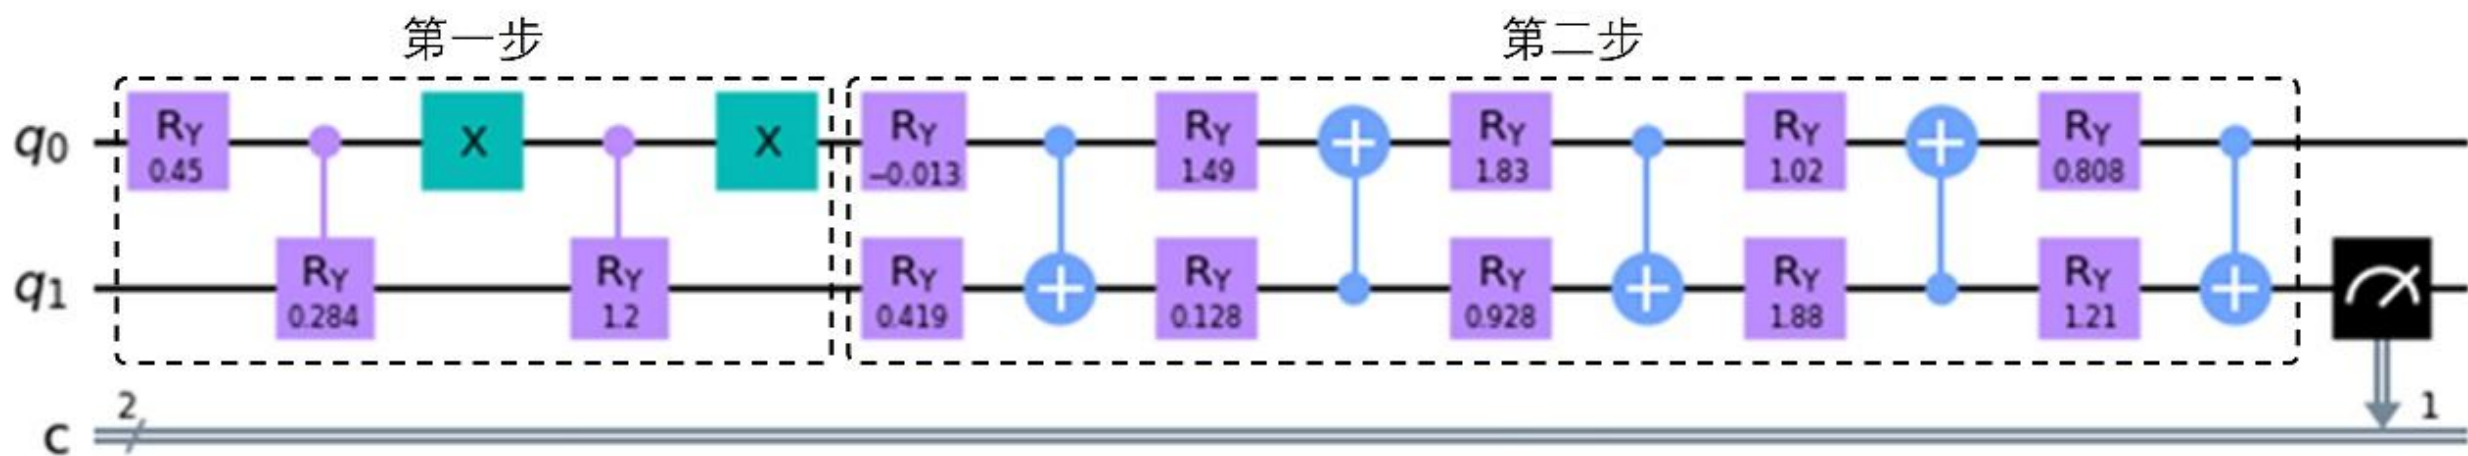 第一步 第二步
q0 RY 0.45 X X RY −0.013 RY 1.49 RY 1.83 RY 1.02 RY 0.808
q1 RY 0.284 RY 1.2 RY 0.419 RY 0.128 RY 0.928 RY 1.88 RY 1.21
c 2 1